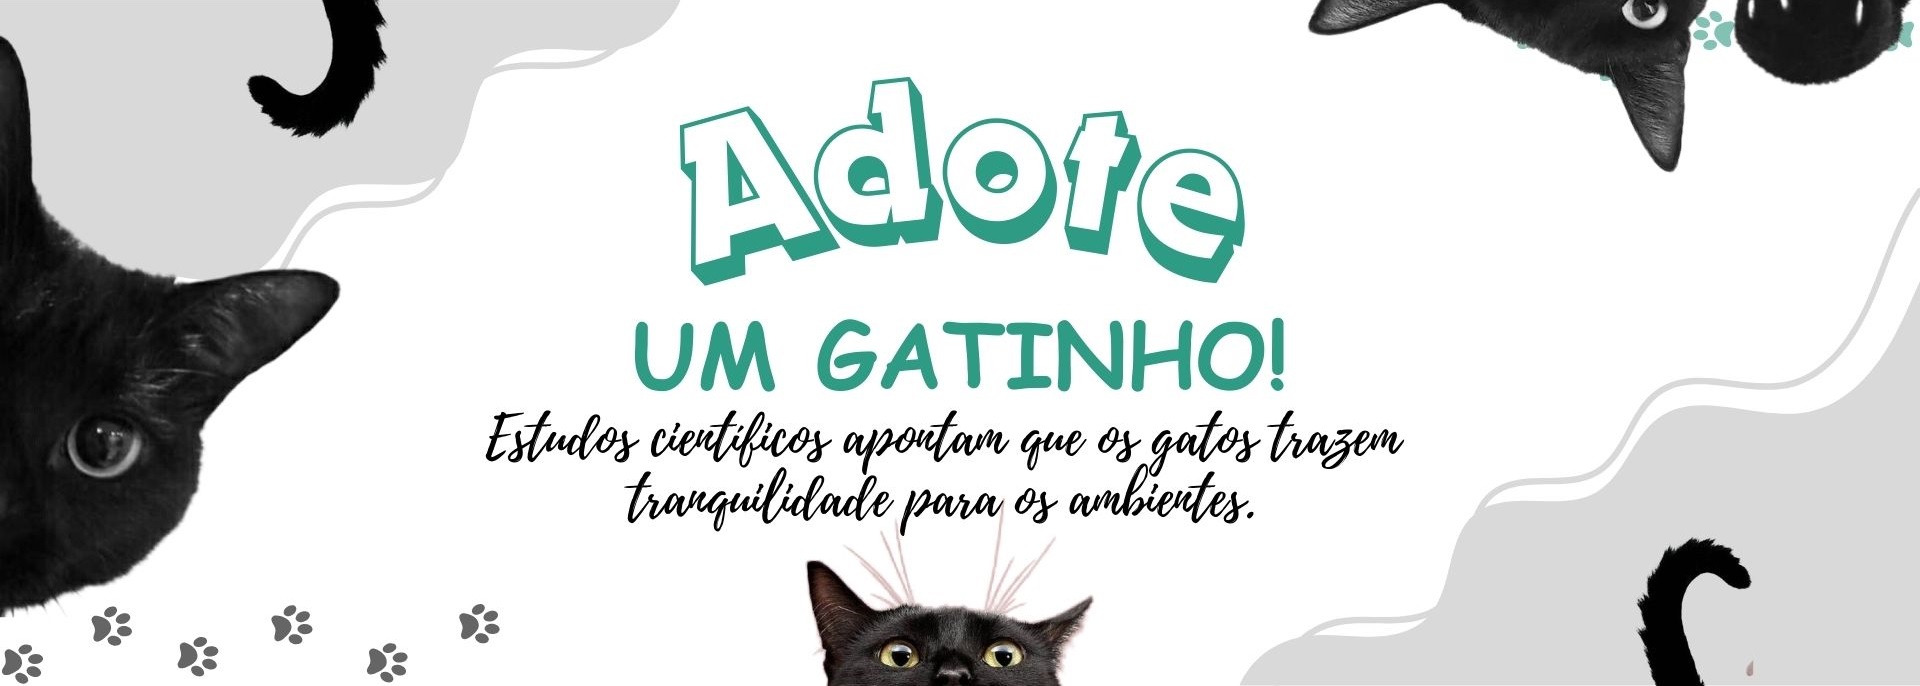 Adote
UM GATINHO!
Estudos científicos apontam que os gatos trazem
tranquilidade para os ambientes.